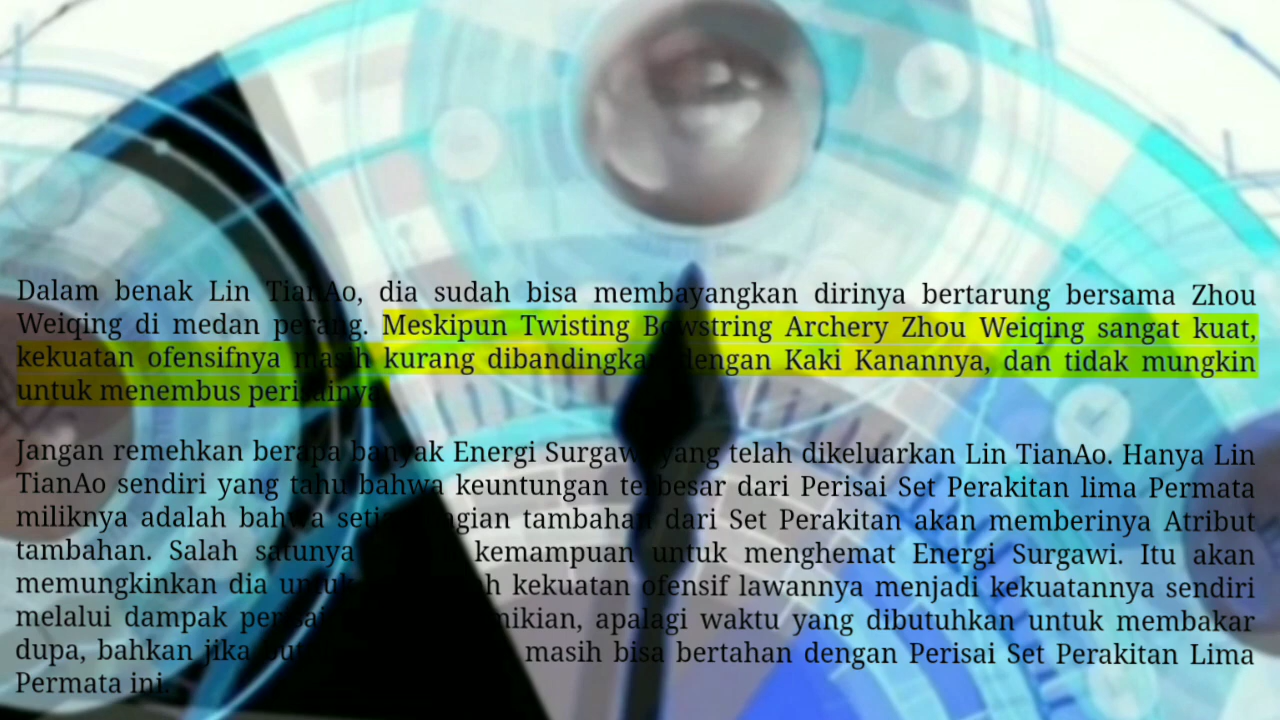 Dalam benak Lin TianAo, dia sudah bisa membayangkan dirinya bertarung bersama Zhou
Weiqing di medan perang. Meskipun Twisting Bowstring Archery Zhou Weiqing sangat kuat,
kekuatan ofensifnya masih kurang dibandingkan dengan Kaki Kanannya, dan tidak mungkin
untuk menembus perisainya.
Jangan remehkan berapa banyak Energi Surgawi yang telah dikeluarkan Lin TianAo. Hanya Lin
TianAo sendiri yang tahu bahwa keuntungan terbesar dari Perisai Set Perakitan lima Permata
miliknya adalah bahwa setiap bagian tambahan dari Set Perakitan akan memberinya Atribut
tambahan. Salah satunya kemampuan untuk menghemat Energi Surgawi. Itu akan
memungkinkan dia untuk kekuatan ofensif lawannya menjadi kekuatannya sendiri
melalui dampak perisai apalagi waktu yang dibutuhkan untuk membakar
dupa, bahkan jika masih bisa bertahan dengan Perisai Set Perakitan Lima
Permata ini.